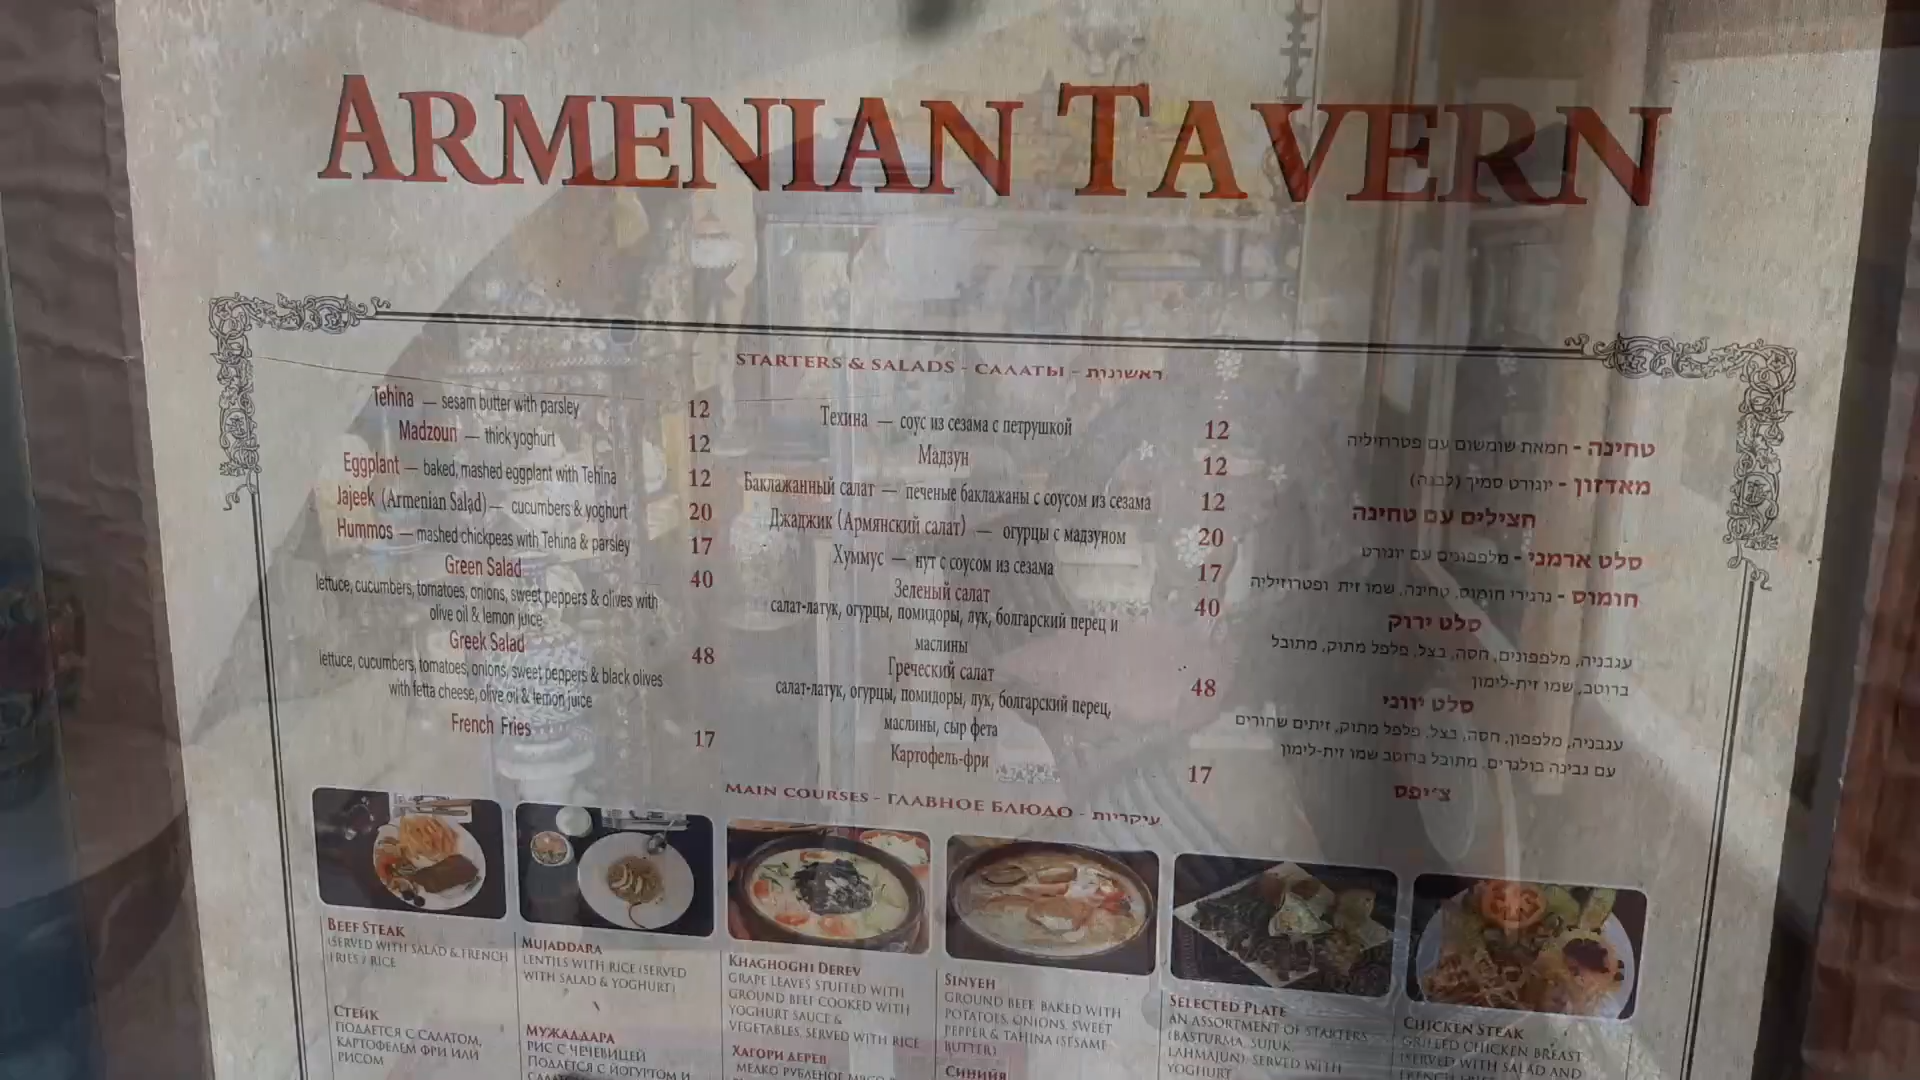 ARMENIAN TAVERN
STARTERS & SALADS - САЛАТЫ - ראשונות
Tehina — sesam butter with parsley 12
Madzoun — thick yoghurt 12
Eggplant — baked, mashed eggplant with Tehina 12
Jajeek (Armenian Salad) — cucumbers & yoghurt 20
Hummos — mashed chickpeas with Tehina & parsley 17
Green Salad 40
lettuce, cucumbers, tomatoes, onions, sweet peppers & olives with
olive oil & lemon juice
Greek Salad 48
lettuce, cucumbers, tomatoes, onions, sweet peppers & black olives
with fetta cheese, olive oil & lemon juice
French Fries 17
Техина — соус из сезама с петрушкой 12
Мадзун 12
Баклажанный салат — печеные баклажаны с соусом из сезама 12
Джаджик (Армянский салат) — огурцы с мадзуном 20
Хуммус — нут с соусом из сезама 17
Зеленый салат 40
салат-латук, огурцы, помидоры, лук, болгарский перец и
маслины
Греческий салат 48
салат-латук, огурцы, помидоры, лук, болгарский перец,
маслины, сыр фета
Картофель-фри 17
טחינה - חמאת שומשום עם פטרוזיליה
מאדזון - יוגורט סמיך (לבנה)
חצילים עם טחינה
סלט ארמני - מלפפונים עם יוגורט
חומוס - גרגירי חומוס, טחינה, שמן זית ופטרוזיליה
סלט ירוק
עגבניה, מלפפונים, חסה, בצל, פלפל מתוק, מתובל
ברוטב, שמן זית-לימון
סלט יווני
עגבניה, מלפפון, חסה, בצל, פלפל מתוק, זיתים שחורים
עם גבינה בולגרים, מתובל ברוטב שמן זית-לימון
צ'יפס
MAIN COURSES - ГЛАВНОЕ БЛЮДО - עיקריות
BEEF STEAK
(SERVED WITH SALAD & FRENCH
FRIES / RICE
СТЕЙК
ПОДАЕТСЯ С САЛАТОМ,
КАРТОФЕЛЕМ ФРИ ИЛИ
РИСОМ
MUJADDARA
LENTILS WITH RICE (SERVED
WITH SALAD & YOGHURT)
МУЖАДДАРА
РИС С ЧЕЧЕВИЦЕЙ
ПОДАЕТСЯ С ЙОГУРТОМ И
KHAGHOGHI DEREV
GRAPE LEAVES STUFFED WITH
GROUND BEEF COOKED WITH
YOGHURT SAUCE &
VEGETABLES, SERVED WITH RICE
ХАГОРИ ДЕРЕВ
МЕЛКО РУБЛЕНОЕ МЯСО
SINYEH
GROUND BEEF BAKED WITH
POTATOES, ONIONS, SWEET
PEPPER & TAHINA (SESAME
BUTTER)
СИНИЙЯ
SELECTED PLATE
AN ASSORTMENT OF STARTERS
(BASTURMA, SUJUK,
LAHMAJUN), SERVED WITH
YOGHURT
CHICKEN STEAK
GRILLED CHICKEN BREAST
(SERVED WITH SALAD AND